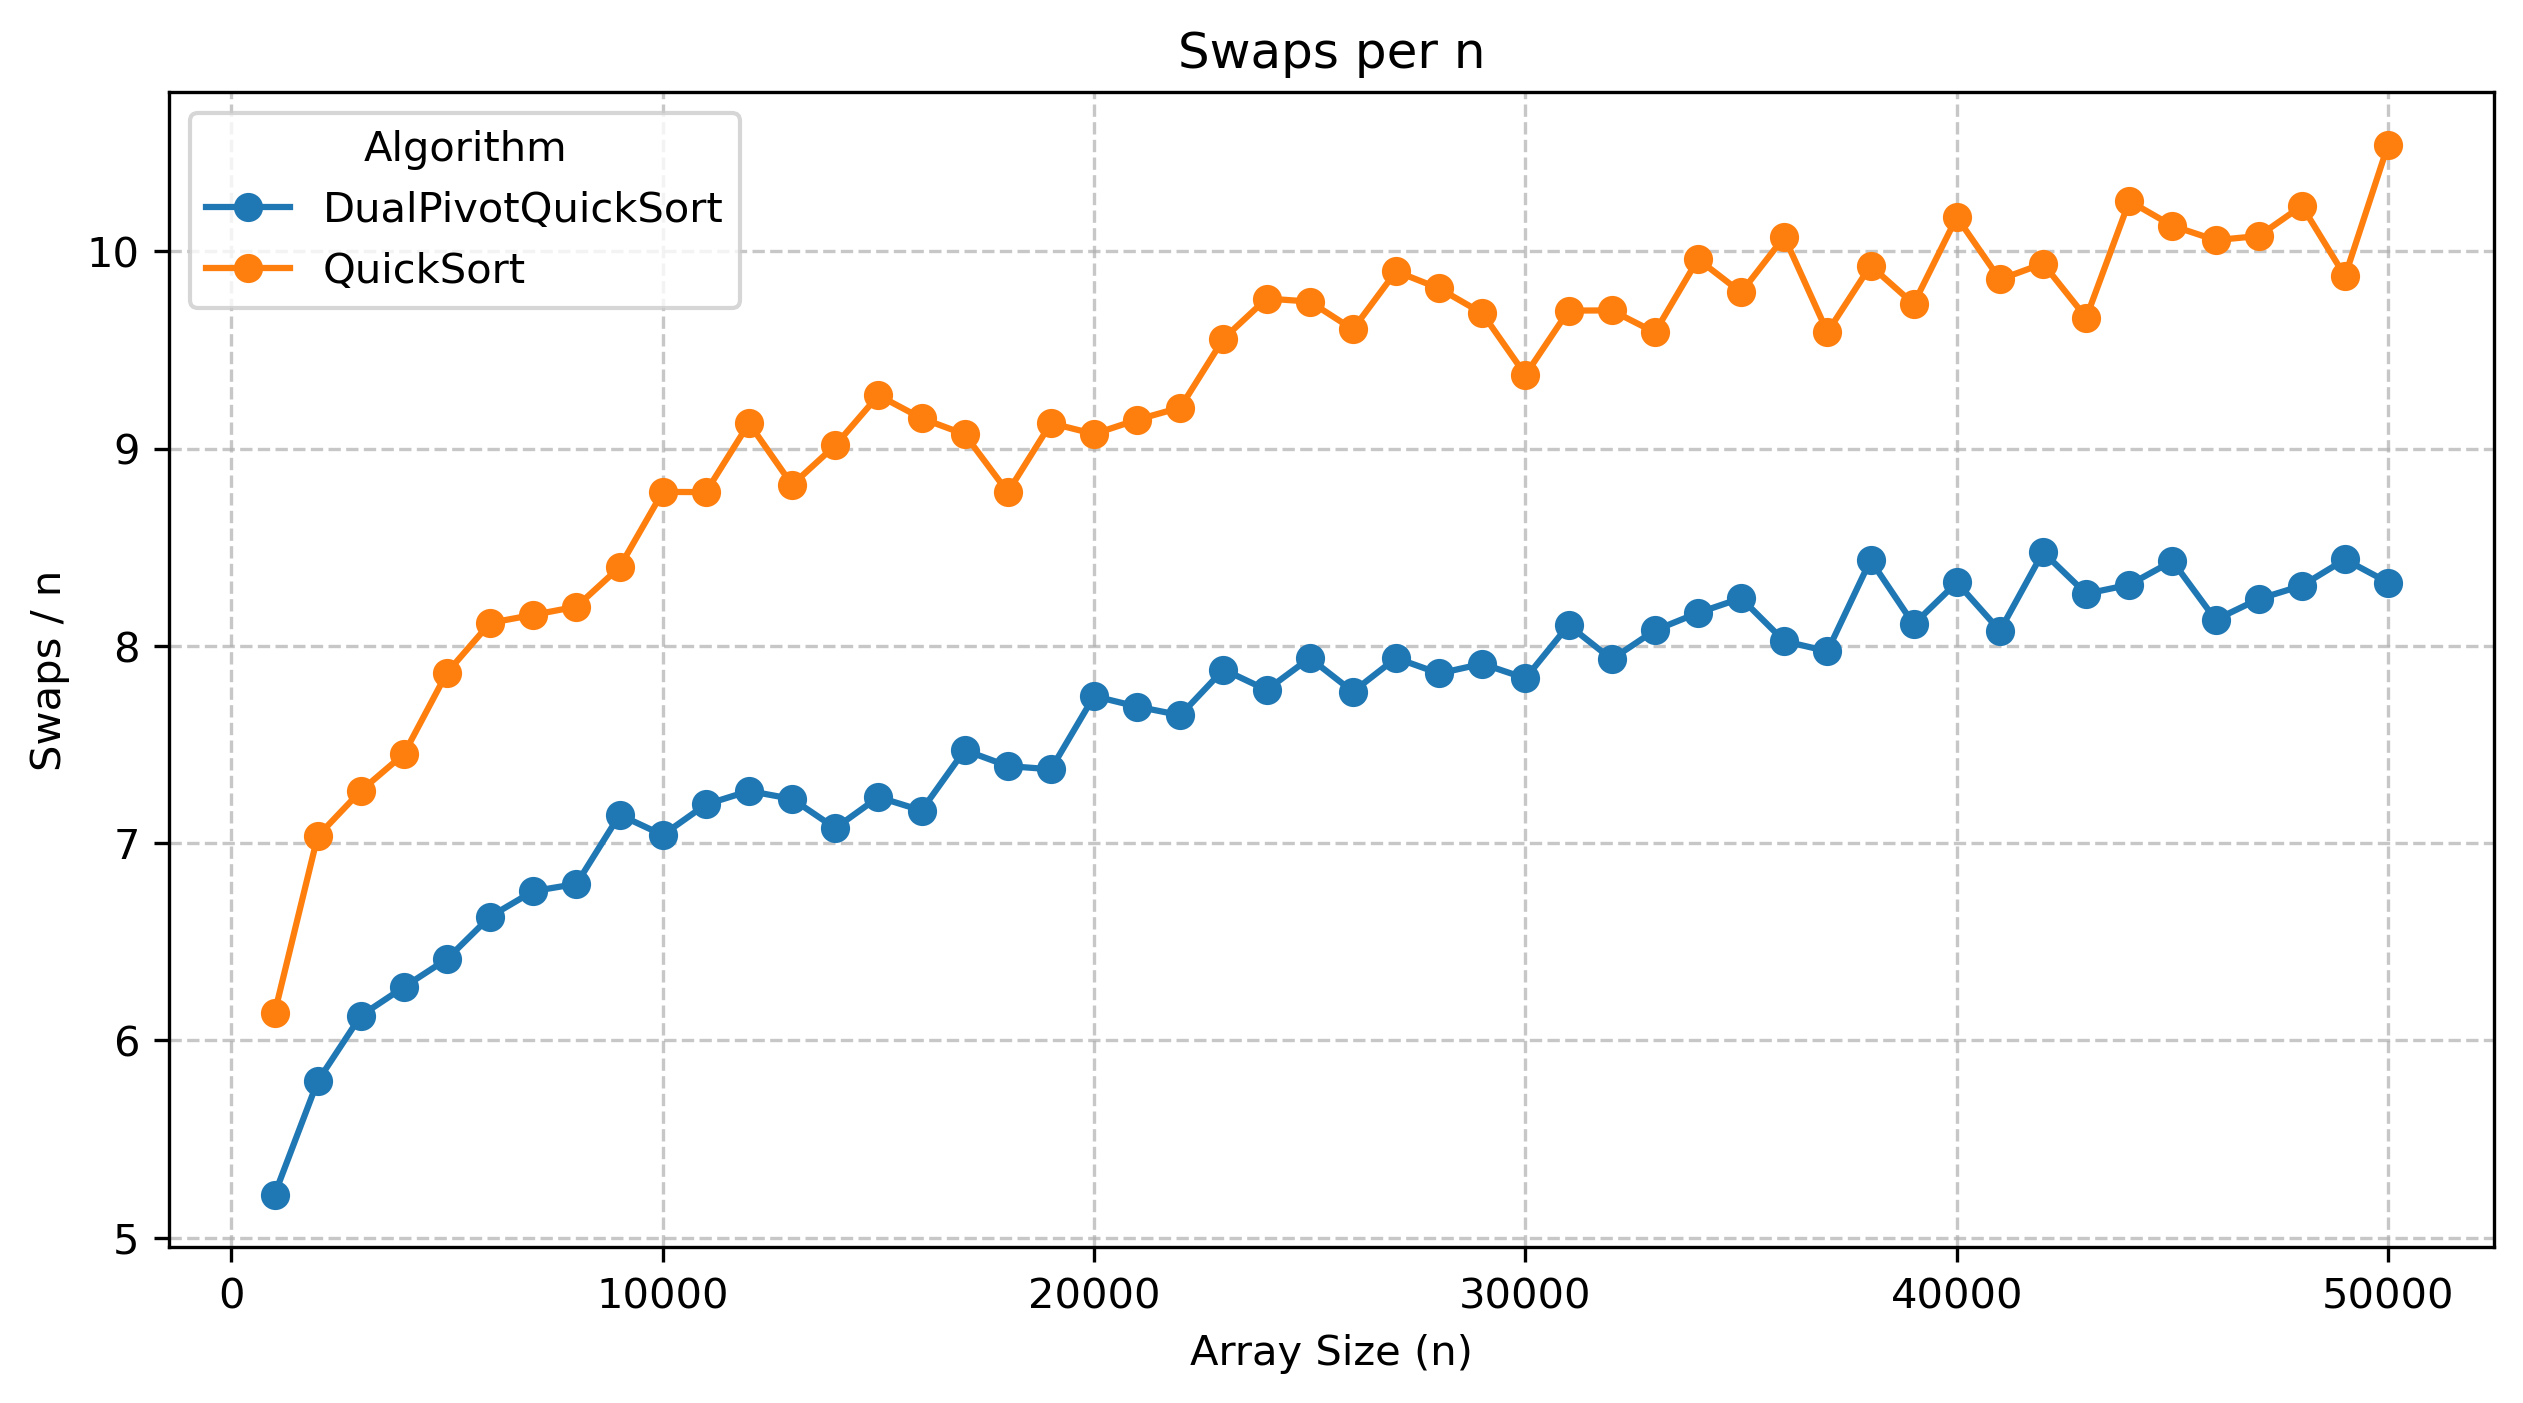 Swaps per n
Algorithm
DualPivotQuickSort
QuickSort
Swaps / n
10
9
8
7
6
5
0 10000 20000 30000 40000 50000
Array Size (n)